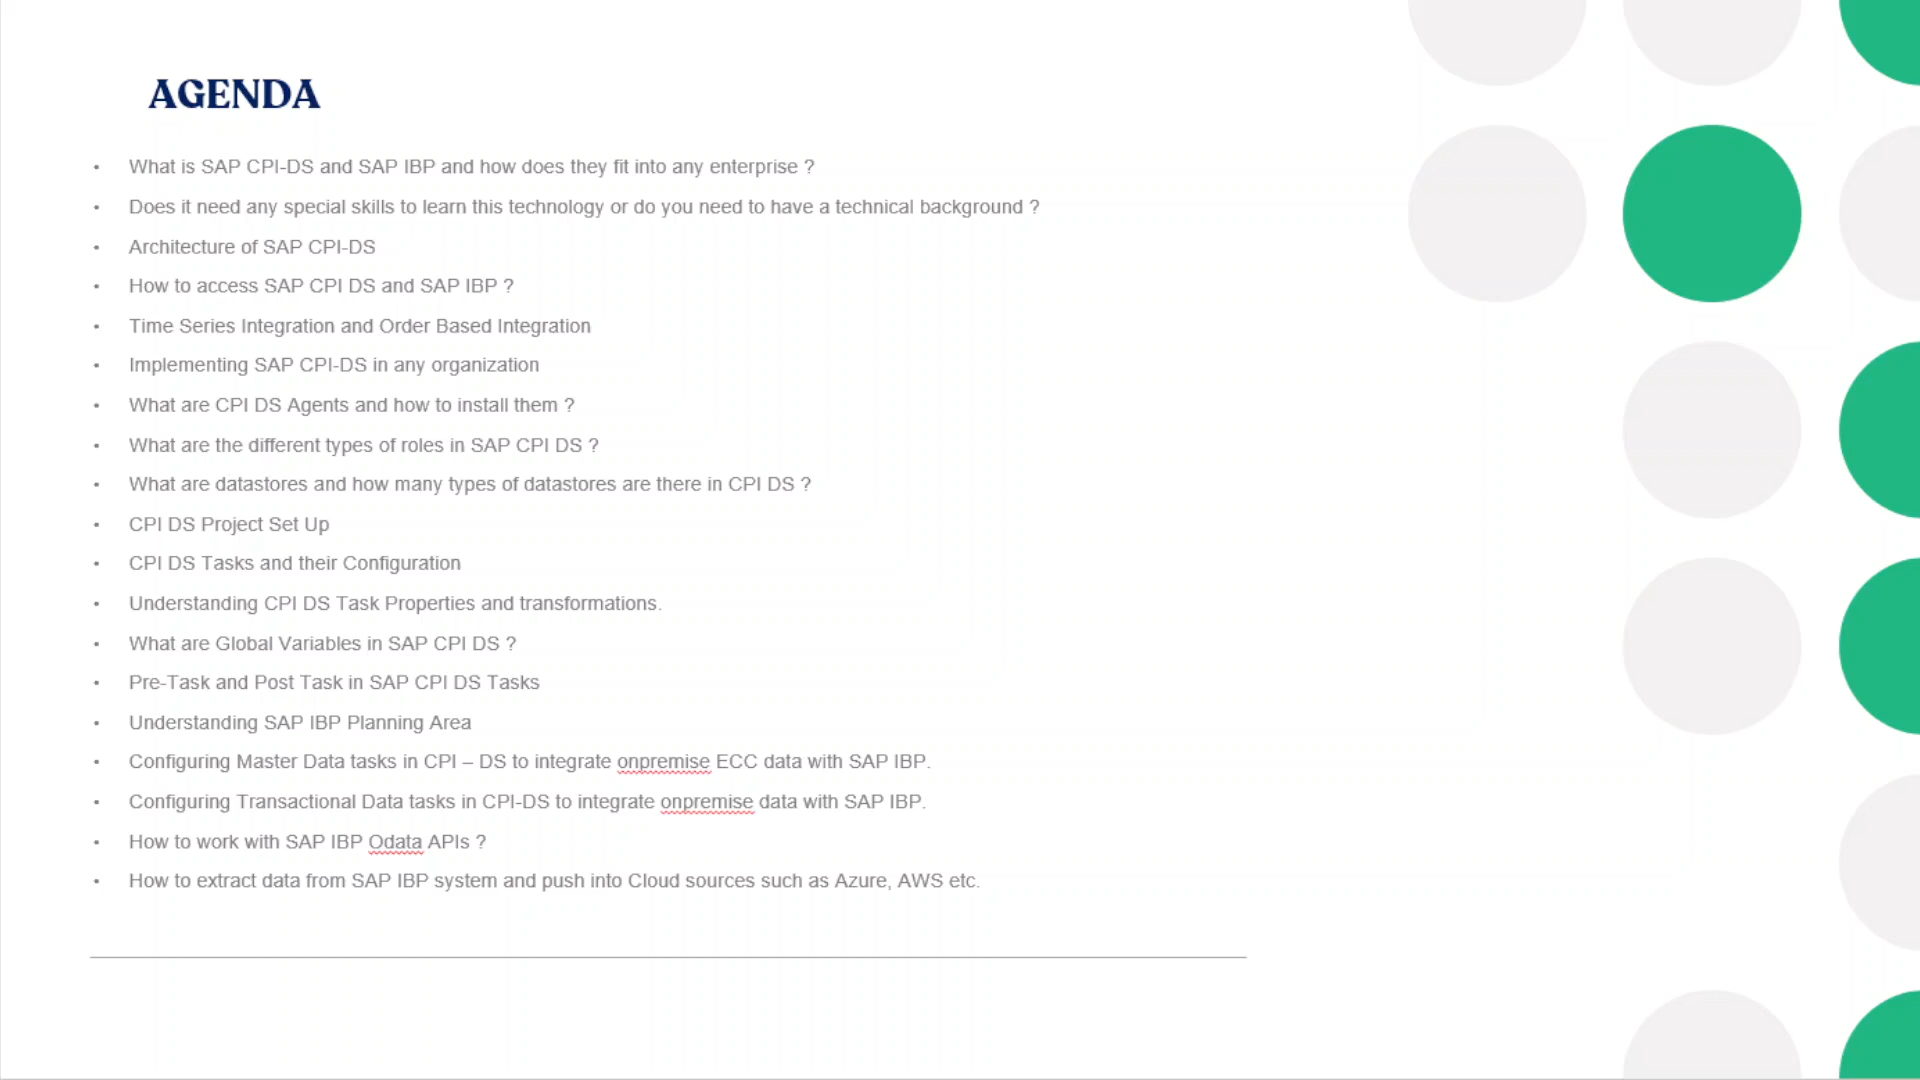 AGENDA
• What is SAP CPI-DS and SAP IBP and how does they fit into any enterprise ?
• Does it need any special skills to learn this technology or do you need to have a technical background ?
• Architecture of SAP CPI-DS
• How to access SAP CPI DS and SAP IBP ?
• Time Series Integration and Order Based Integration
• Implementing SAP CPI-DS in any organization
• What are CPI DS Agents and how to install them ?
• What are the different types of roles in SAP CPI DS ?
• What are datastores and how many types of datastores are there in CPI DS ?
• CPI DS Project Set Up
• CPI DS Tasks and their Configuration
• Understanding CPI DS Task Properties and transformations.
• What are Global Variables in SAP CPI DS ?
• Pre-Task and Post Task in SAP CPI DS Tasks
• Understanding SAP IBP Planning Area
• Configuring Master Data tasks in CPI – DS to integrate onpremise ECC data with SAP IBP.
• Configuring Transactional Data tasks in CPI-DS to integrate onpremise data with SAP IBP.
• How to work with SAP IBP Odata APIs ?
• How to extract data from SAP IBP system and push into Cloud sources such as Azure, AWS etc.